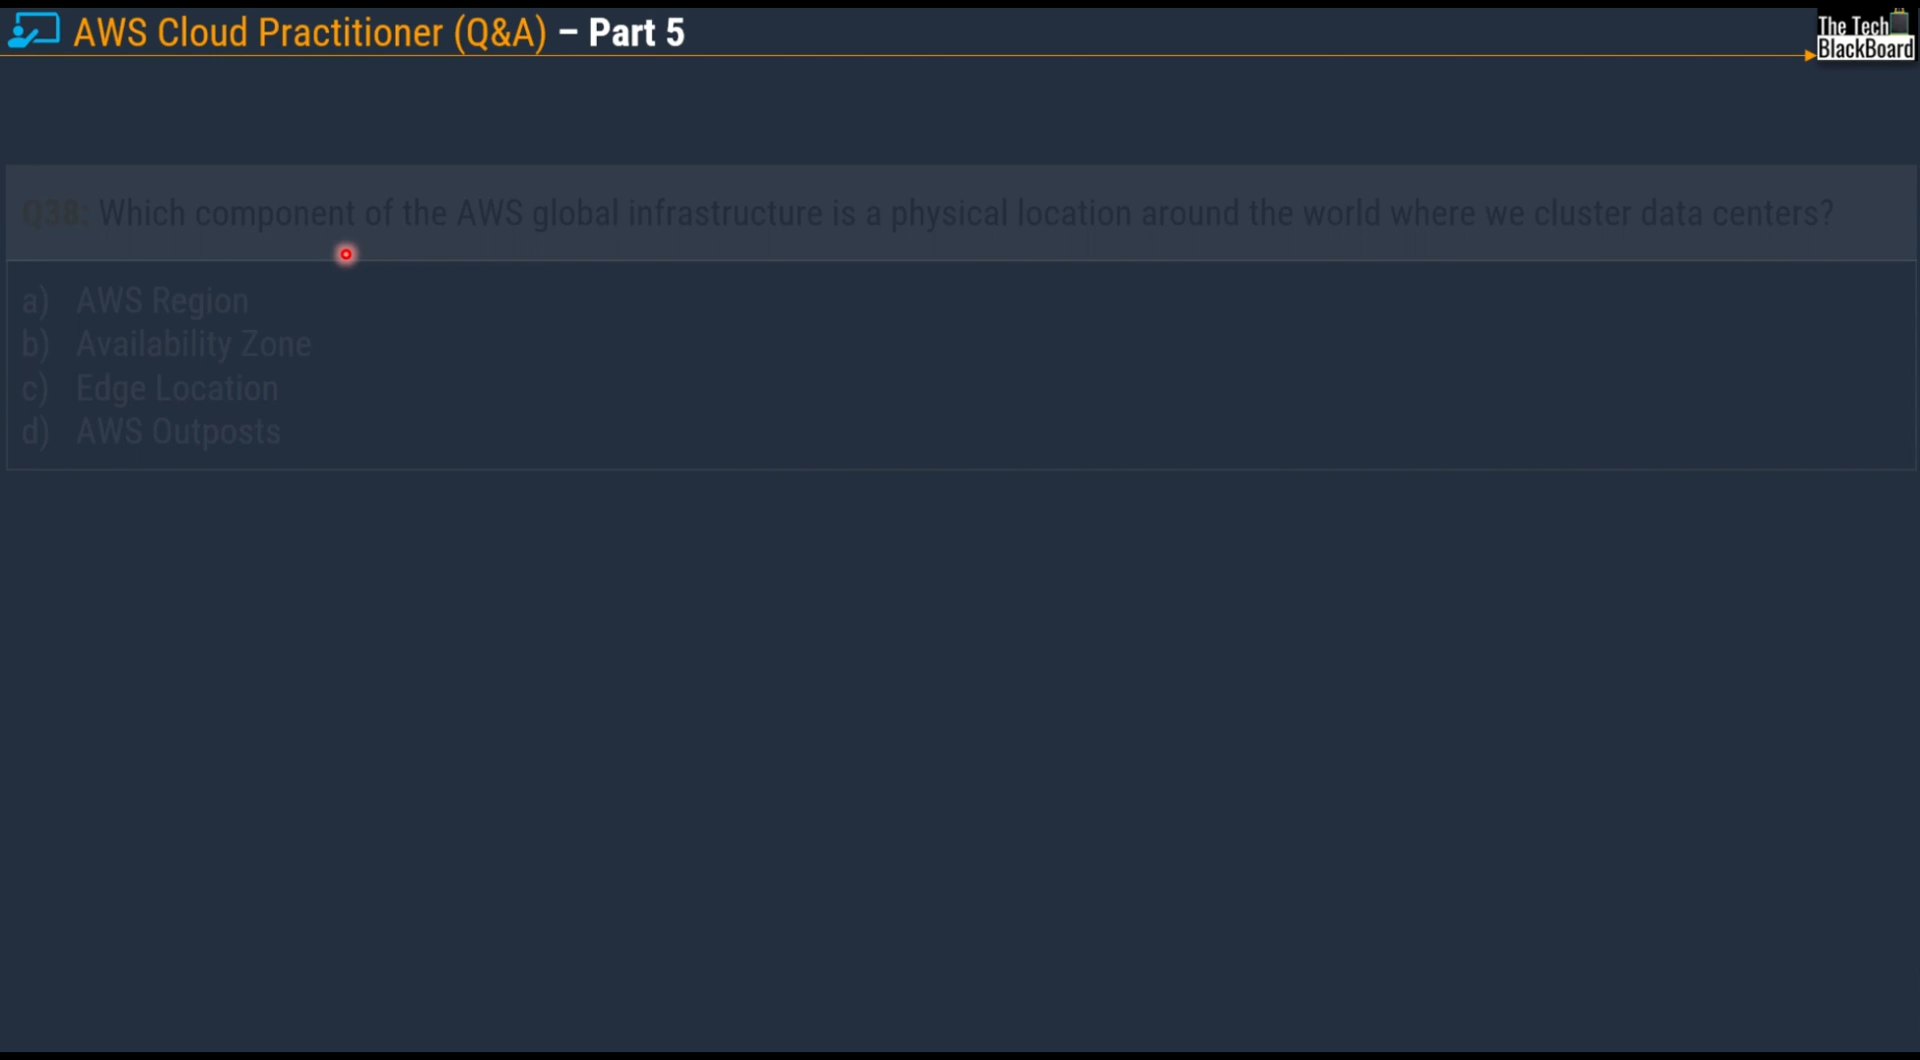 AWS Cloud Practitioner (Q&A) – Part 5
The Tech
BlackBoard
Q38: Which component of the AWS global infrastructure is a physical location around the world where we cluster data centers?
a) AWS Region
b) Availability Zone
c) Edge Location
d) AWS Outposts